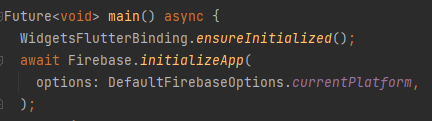 Future<void> main() async {
  WidgetsFlutterBinding.ensureInitialized();
  await Firebase.initializeApp(
    options: DefaultFirebaseOptions.currentPlatform,
  );